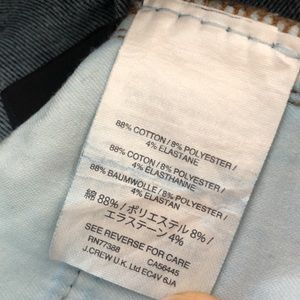 88% COTTON / 8% POLYESTER /
4% ELASTANE
88% COTON / 8% POLYESTER /
4% ELASTHANNE
88% BAUMWOLLE / 8% POLYESTER /
4% ELASTAN
綿 88% / ポリエステル 8% /
エラステーン 4%
SEE REVERSE FOR CARE
RN77388 CA56445
J.CREW U.K. Ltd EC4V 6JA